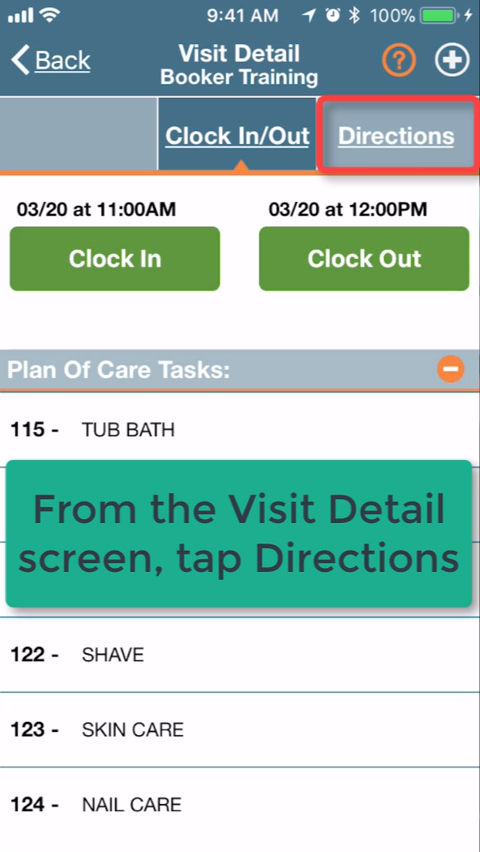 9:41 AM 100%
Back
Visit Detail
Booker Training
?
Clock In/Out
Directions
03/20 at 11:00AM
03/20 at 12:00PM
Clock In
Clock Out
Plan Of Care Tasks:
115 - TUB BATH
From the Visit Detail
screen, tap Directions
122 - SHAVE
123 - SKIN CARE
124 - NAIL CARE